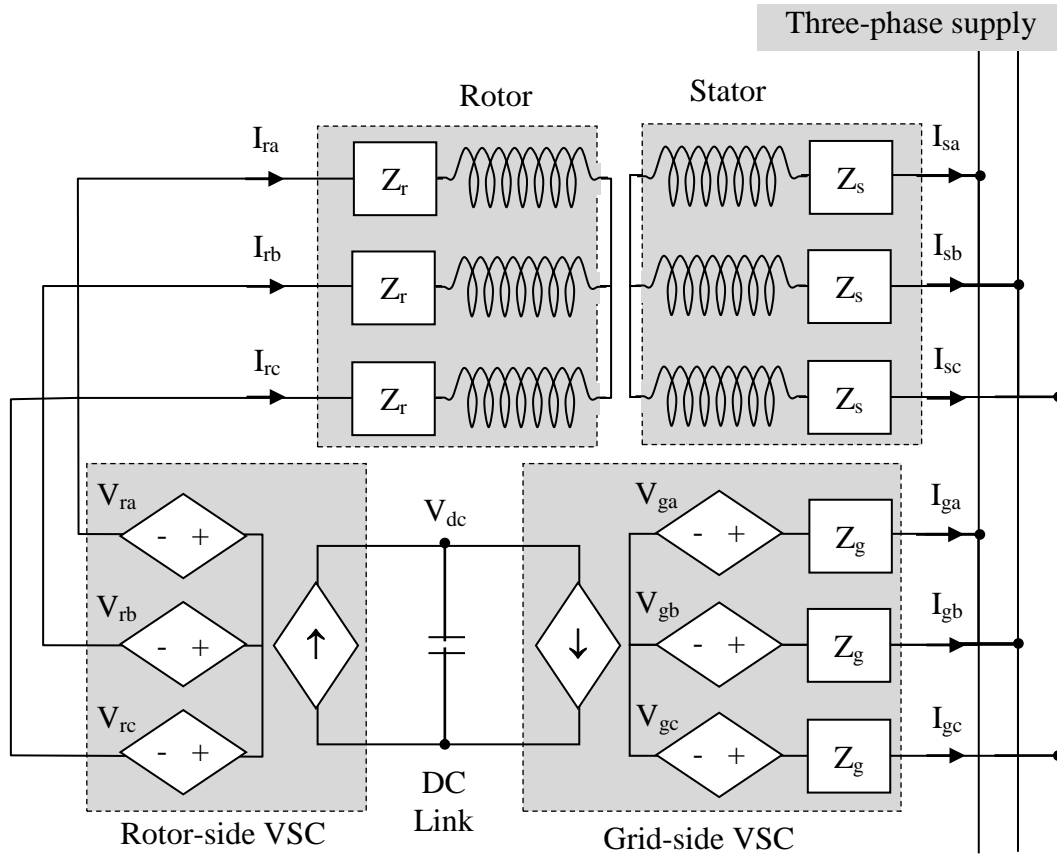 Three-phase supply
Rotor
Stator
I_ra
Z_r
Z_s
I_sa
I_rb
Z_r
Z_s
I_sb
I_rc
Z_r
Z_s
I_sc
V_ra
- +
V_dc
V_ga
- +
Z_g
I_ga
V_rb
- +
↑
↓
V_gb
- +
Z_g
I_gb
V_rc
- +
V_gc
- +
Z_g
I_gc
DC
Link
Rotor-side VSC
Grid-side VSC